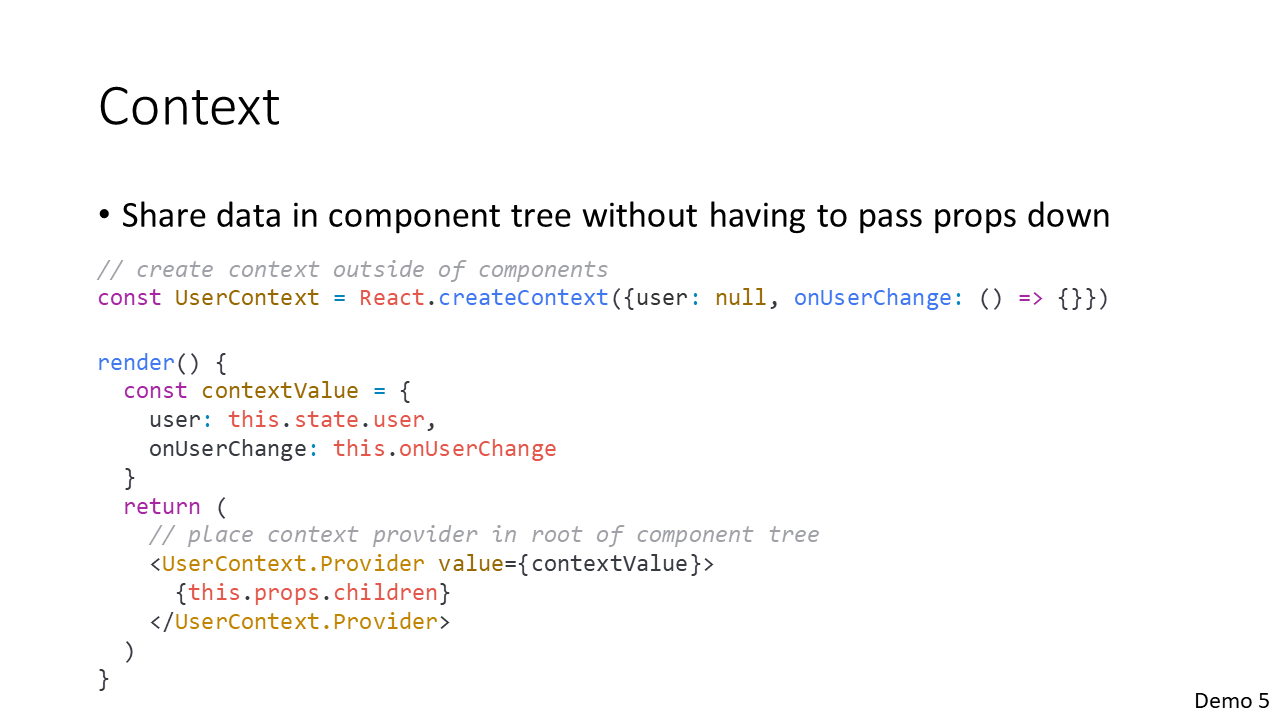 Context
• Share data in component tree without having to pass props down
// create context outside of components
const UserContext = React.createContext({user: null, onUserChange: () => {}})
render() {
  const contextValue = {
    user: this.state.user,
    onUserChange: this.onUserChange
  }
  return (
    // place context provider in root of component tree
    <UserContext.Provider value={contextValue}>
      {this.props.children}
    </UserContext.Provider>
  )
}
Demo 5